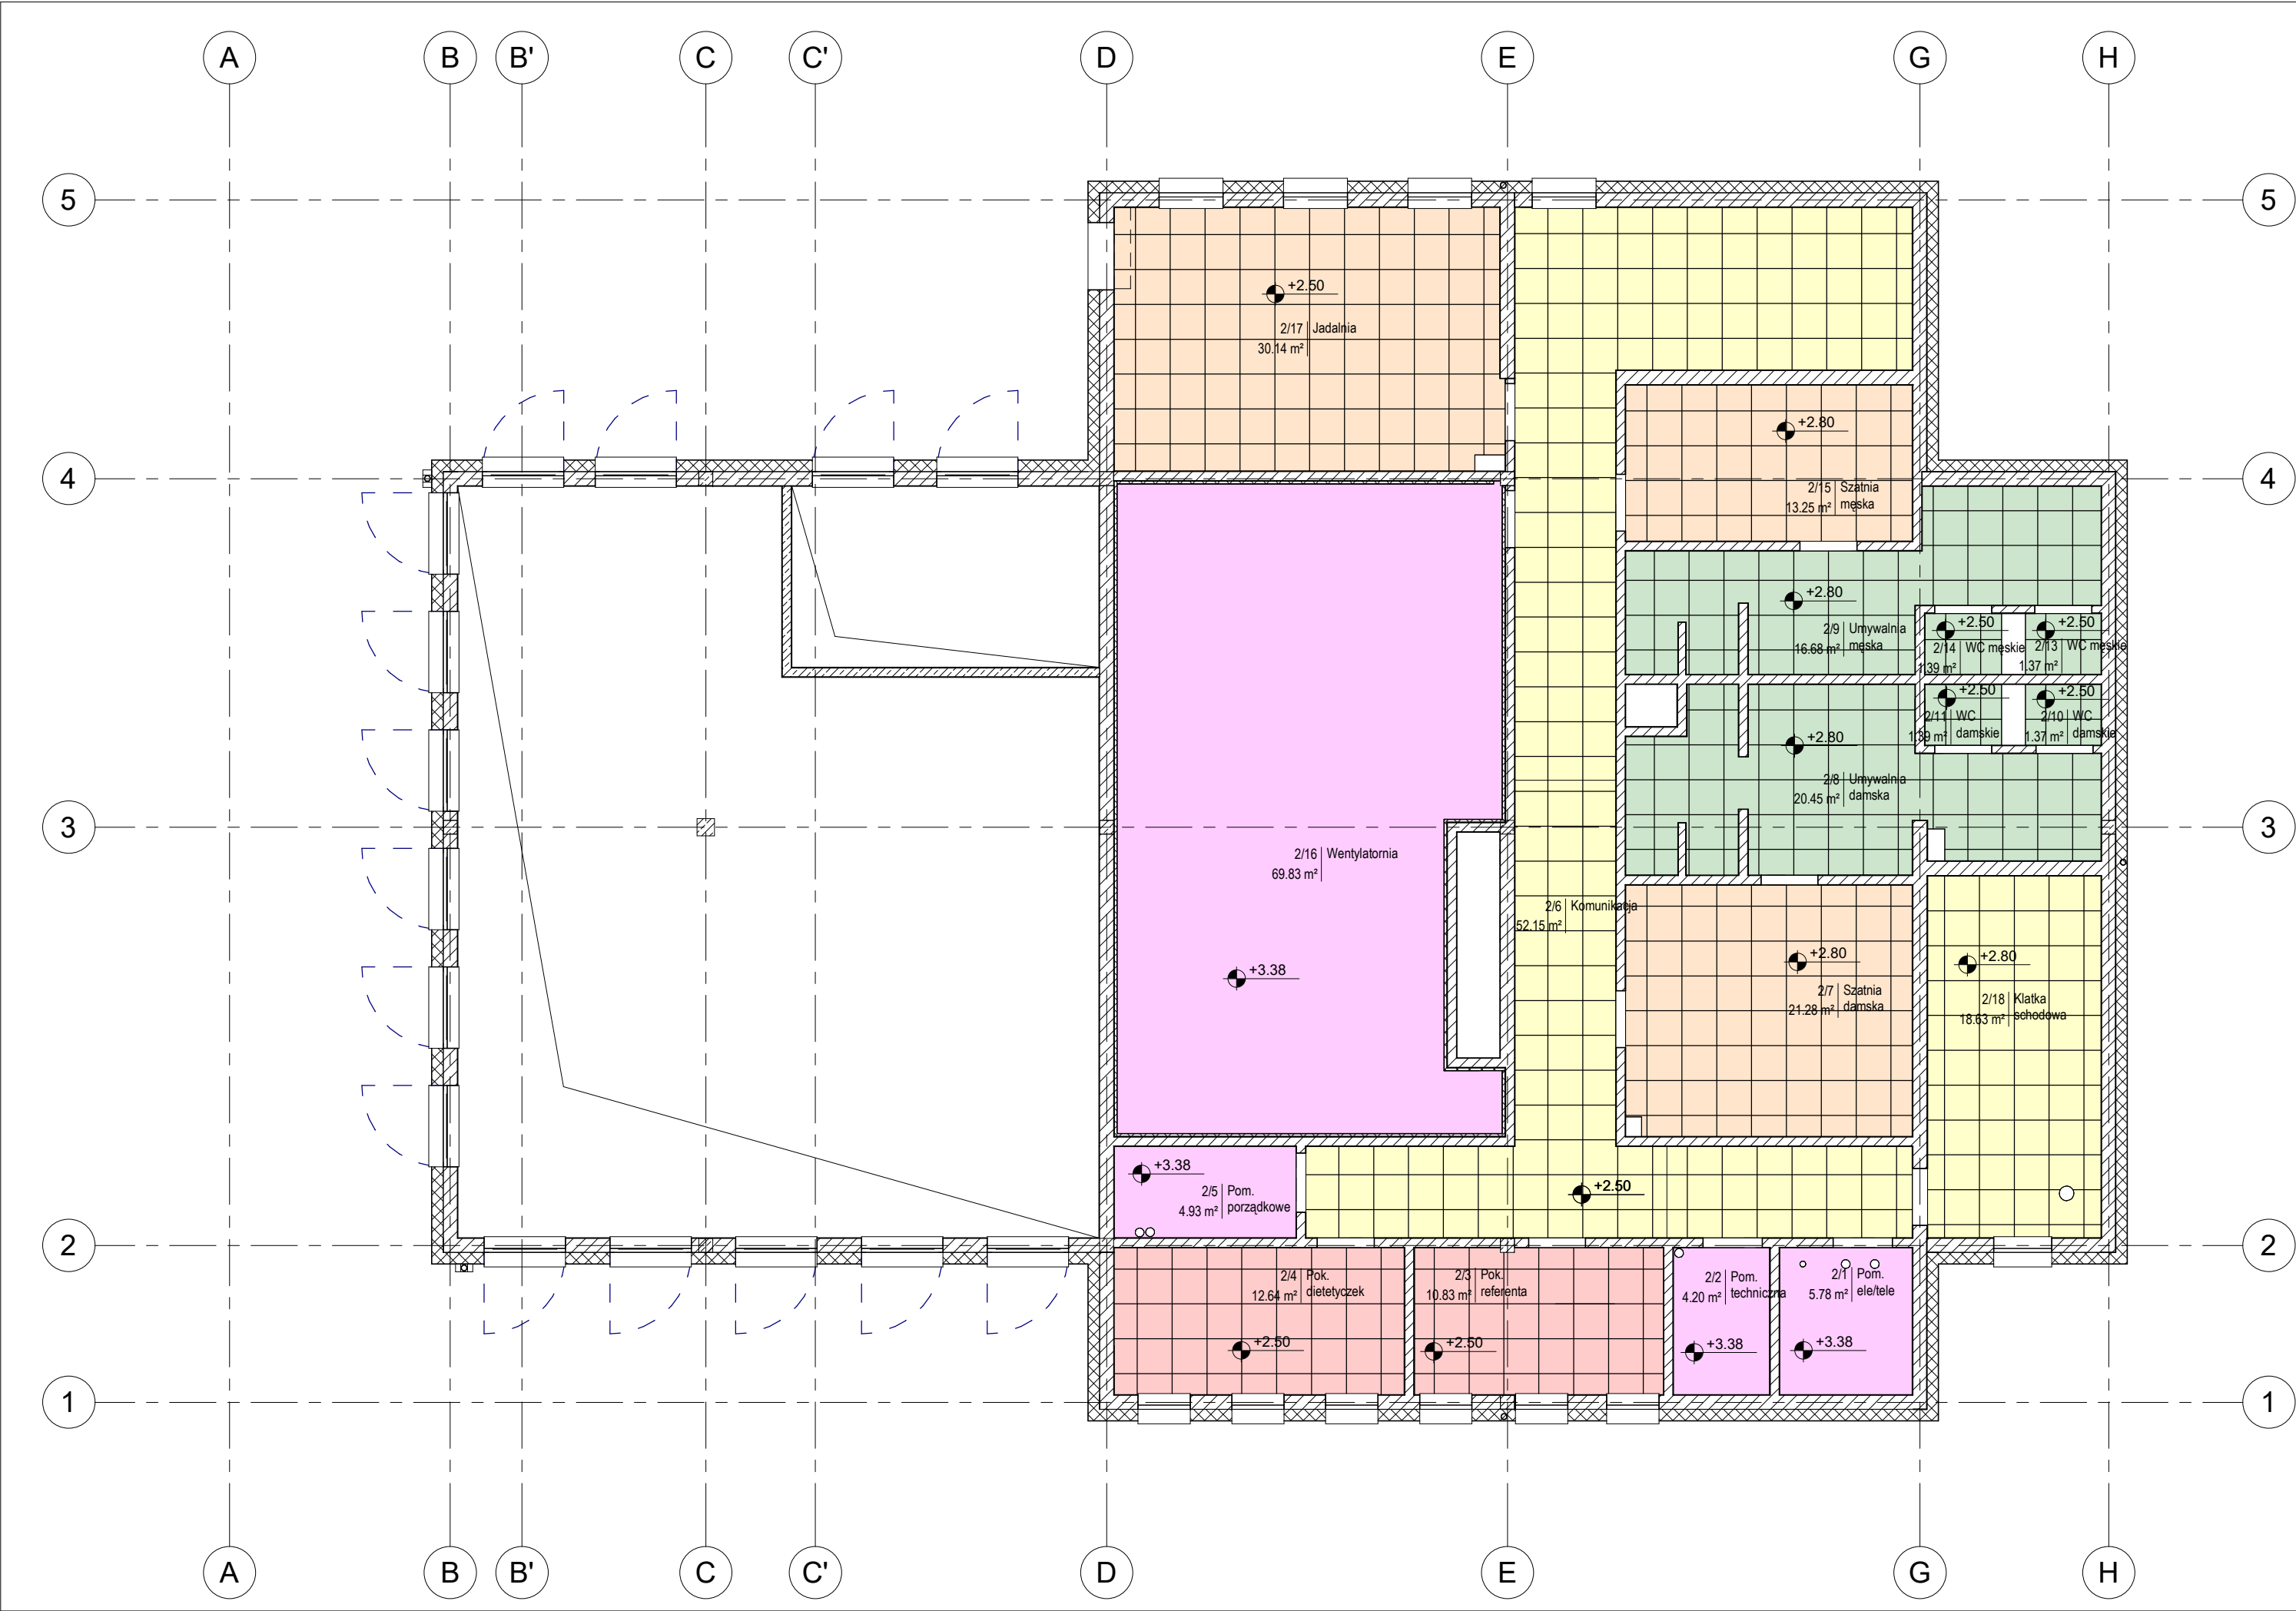 A B B' C C' D E G H
5 5
+2.50
2/17 Jadalnia
30.14 m²
+2.80
4 4
2/15 Szatnia
13.25 m² męska
+2.80
2/9 Umywalnia
16.68 m² męska
+2.50 +2.50
2/14 WC męskie 2/13 WC męskie
1.39 m² 1.37 m²
+2.50 +2.50
2/11 WC 2/10 WC
1.39 m² damskie 1.37 m² damskie
+2.80
2/8 Umywalnia
20.45 m² damska
3 3
2/16 Wentylatornia
69.83 m²
2/6 Komunikacja
52.15 m²
+3.38
+2.80
+2.80
2/7 Szatnia
21.28 m² damska
2/18 Klatka
18.63 m² schodowa
+3.38
2/5 Pom.
4.93 m² porządkowe
+2.50
2 2
2/4 Pok.
12.64 m² dietetyczek
+2.50
2/3 Pok.
10.83 m² referenta
+2.50
2/2 Pom.
4.20 m² techniczna
+3.38
2/1 Pom.
5.78 m² ele/tele
+3.38
1 1
A B B' C C' D E G H